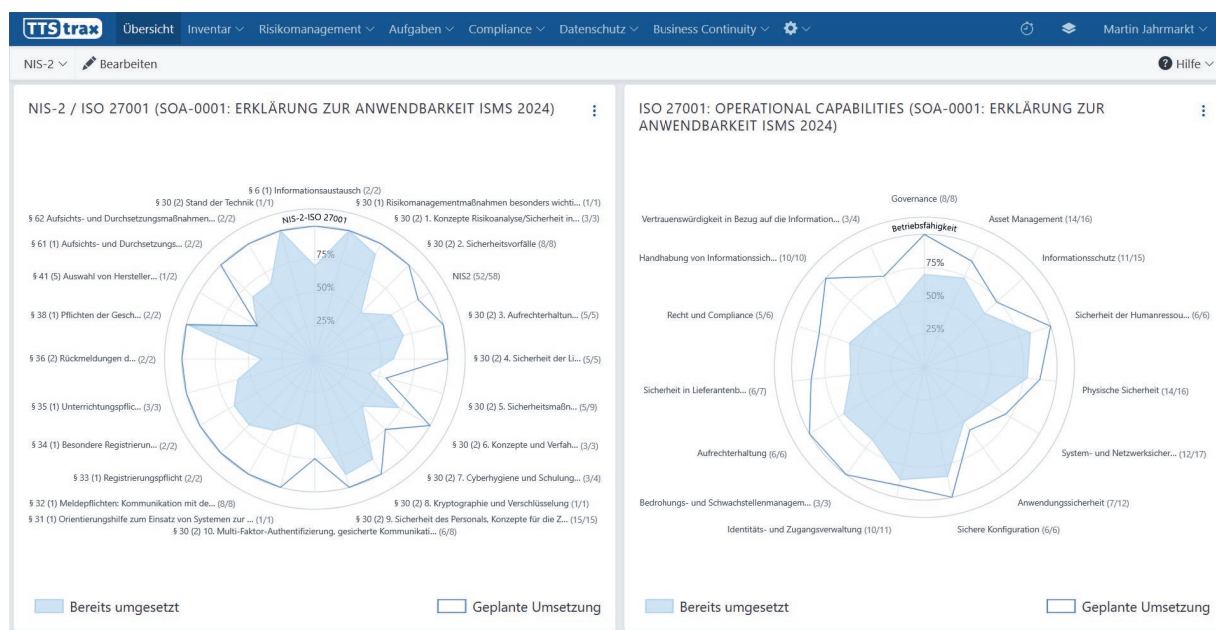 TTS trax Übersicht Inventar Risikomanagement Aufgaben Compliance Datenschutz Business Continuity Martin Jahrmarkt
NIS-2 Bearbeiten Hilfe
NIS-2 / ISO 27001 (SOA-0001: ERKLÄRUNG ZUR ANWENDBARKEIT ISMS 2024)
§ 6 (1) Informationsaustausch (2/2)
§ 30 (2) Stand der Technik (1/1)
§ 30 (1) Risikomanagementmaßnahmen besonders wichti... (1/1)
§ 62 Aufsichts- und Durchsetzungsmaßnahmen... (2/2)
NIS-2-ISO 27001
§ 30 (2) 1. Konzepte Risikoanalyse/Sicherheit in... (3/3)
§ 61 (1) Aufsichts- und Durchsetzungs... (2/2)
§ 30 (2) 2. Sicherheitsvorfälle (8/8)
75%
§ 41 (5) Auswahl von Hersteller... (1/2)
NIS2 (52/58)
50%
§ 38 (1) Pflichten der Gesch... (2/2)
25%
§ 30 (2) 3. Aufrechterhaltun... (5/5)
§ 36 (2) Rückmeldungen d... (2/2)
§ 30 (2) 4. Sicherheit der Li... (5/5)
§ 35 (1) Unterrichtungspflic... (3/3)
§ 30 (2) 5. Sicherheitsmaßn... (5/9)
§ 34 (1) Besondere Registrierun... (2/2)
§ 30 (2) 6. Konzepte und Verfah... (3/3)
§ 33 (1) Registrierungspflicht (2/2)
§ 30 (2) 7. Cyberhygiene und Schulung... (3/4)
§ 32 (1) Meldepflichten: Kommunikation mit de... (8/8)
§ 30 (2) 8. Kryptographie und Verschlüsselung (1/1)
§ 31 (1) Orientierungshilfe zum Einsatz von Systemen zur ... (1/1)
§ 30 (2) 9. Sicherheit des Personals, Konzepte für die Z... (15/15)
§ 30 (2) 10. Multi-Faktor-Authentifizierung, gesicherte Kommunikati... (6/8)
Bereits umgesetzt
Geplante Umsetzung
ISO 27001: OPERATIONAL CAPABILITIES (SOA-0001: ERKLÄRUNG ZUR
ANWENDBARKEIT ISMS 2024)
Governance (8/8)
Vertrauenswürdigkeit in Bezug auf die Information... (3/4)
Betriebsfähigkeit
Asset Management (14/16)
Handhabung von Informationssich... (10/10)
75%
Informationsschutz (11/15)
50%
Recht und Compliance (5/6)
25%
Sicherheit der Humanressou... (6/6)
Sicherheit in Lieferantenb... (6/7)
Physische Sicherheit (14/16)
Aufrechterhaltung (6/6)
System- und Netzwerksicher... (12/17)
Bedrohungs- und Schwachstellenmanagem... (3/3)
Anwendungssicherheit (7/12)
Identitäts- und Zugangsverwaltung (10/11)
Sichere Konfiguration (6/6)
Bereits umgesetzt
Geplante Umsetzung